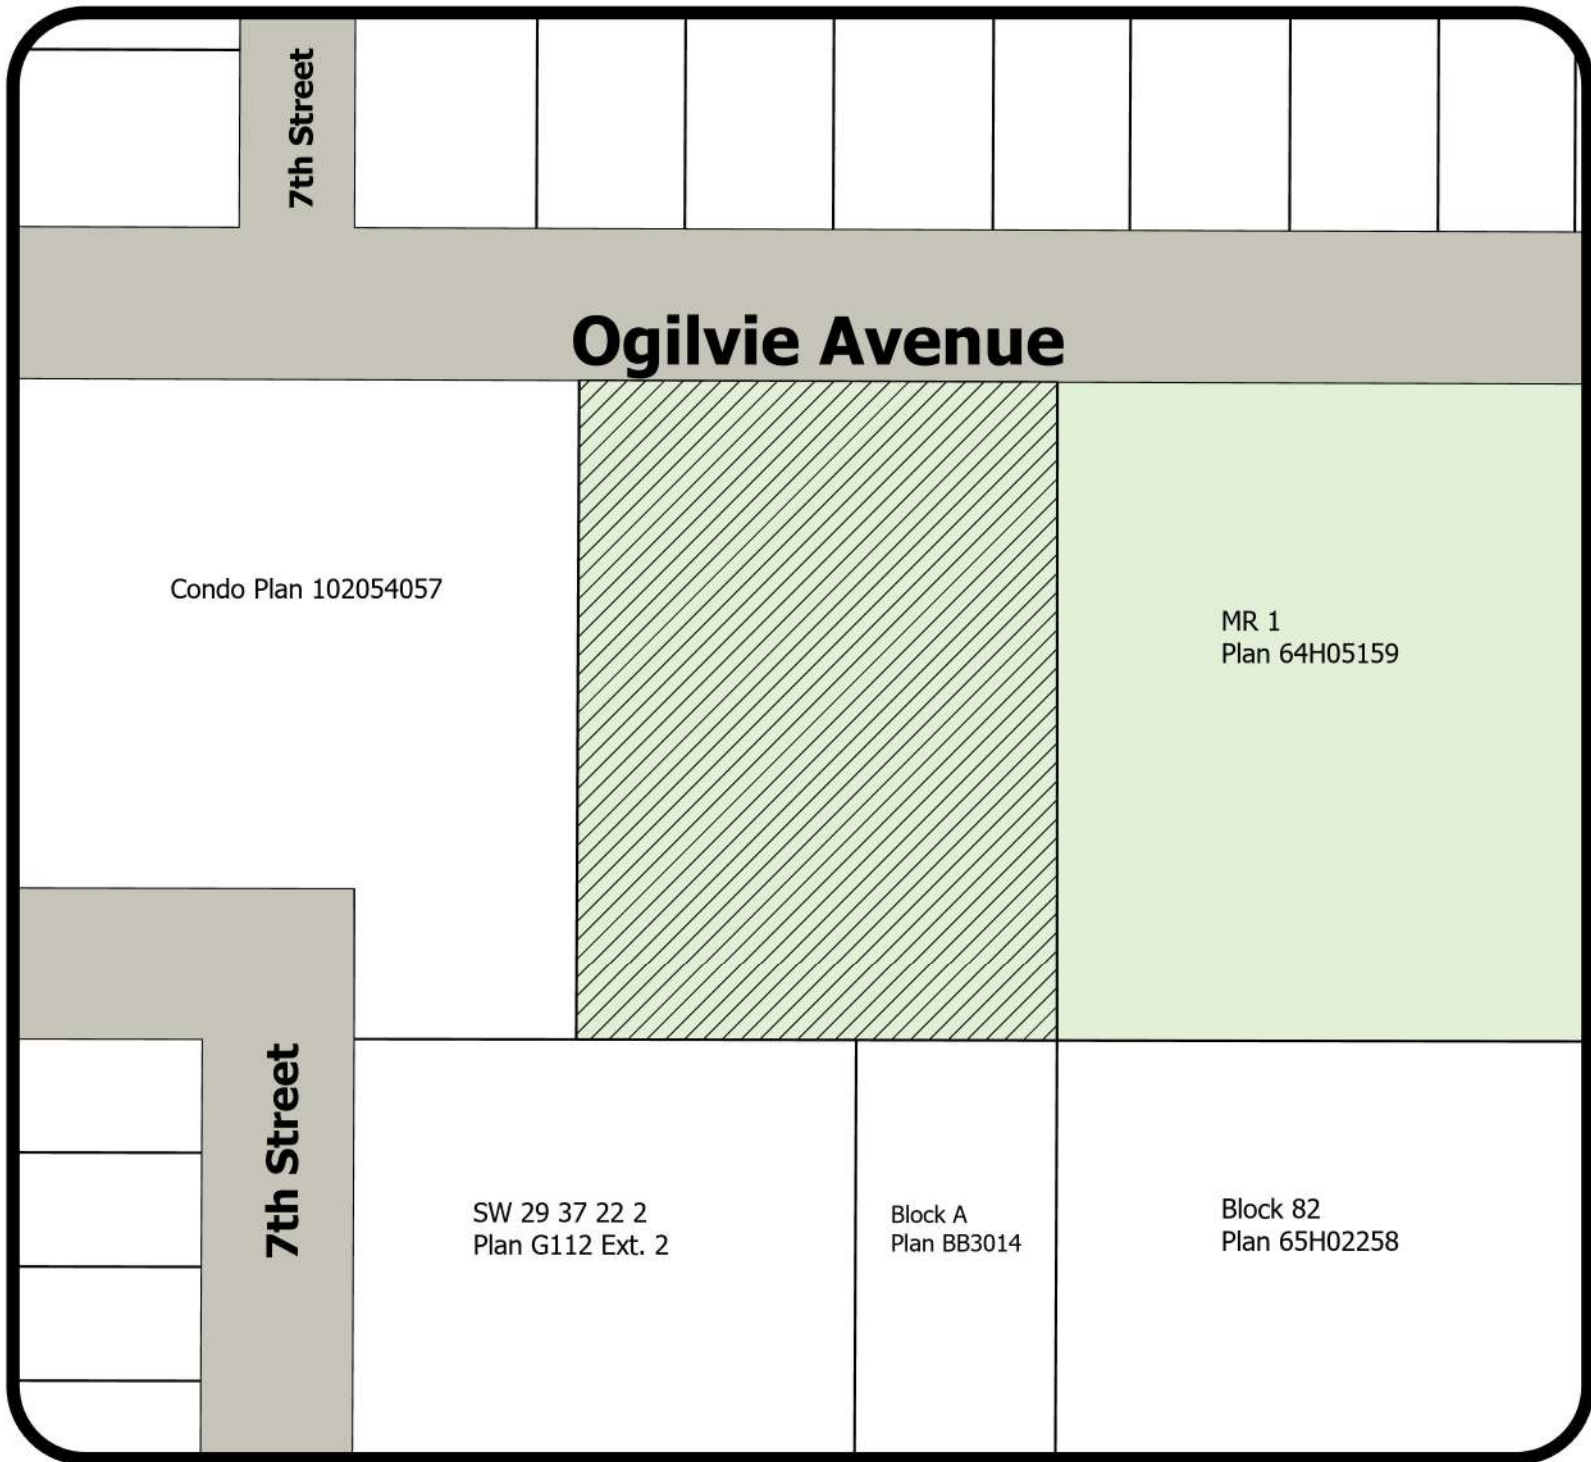 7th Street
Ogilvie Avenue
Condo Plan 102054057
MR 1
Plan 64H05159
7th Street
SW 29 37 22 2
Plan G112 Ext. 2
Block A
Plan BB3014
Block 82
Plan 65H02258